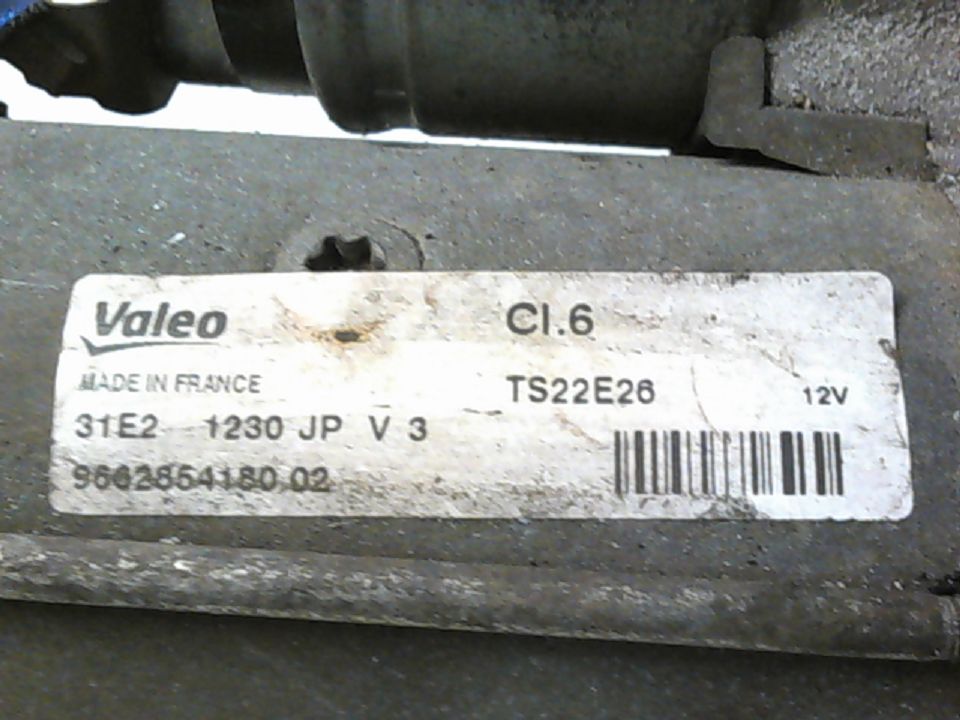 Valeo
Cl.6
MADE IN FRANCE
TS22E26
12V
31E2 1230 JP V 3
9662854180.02